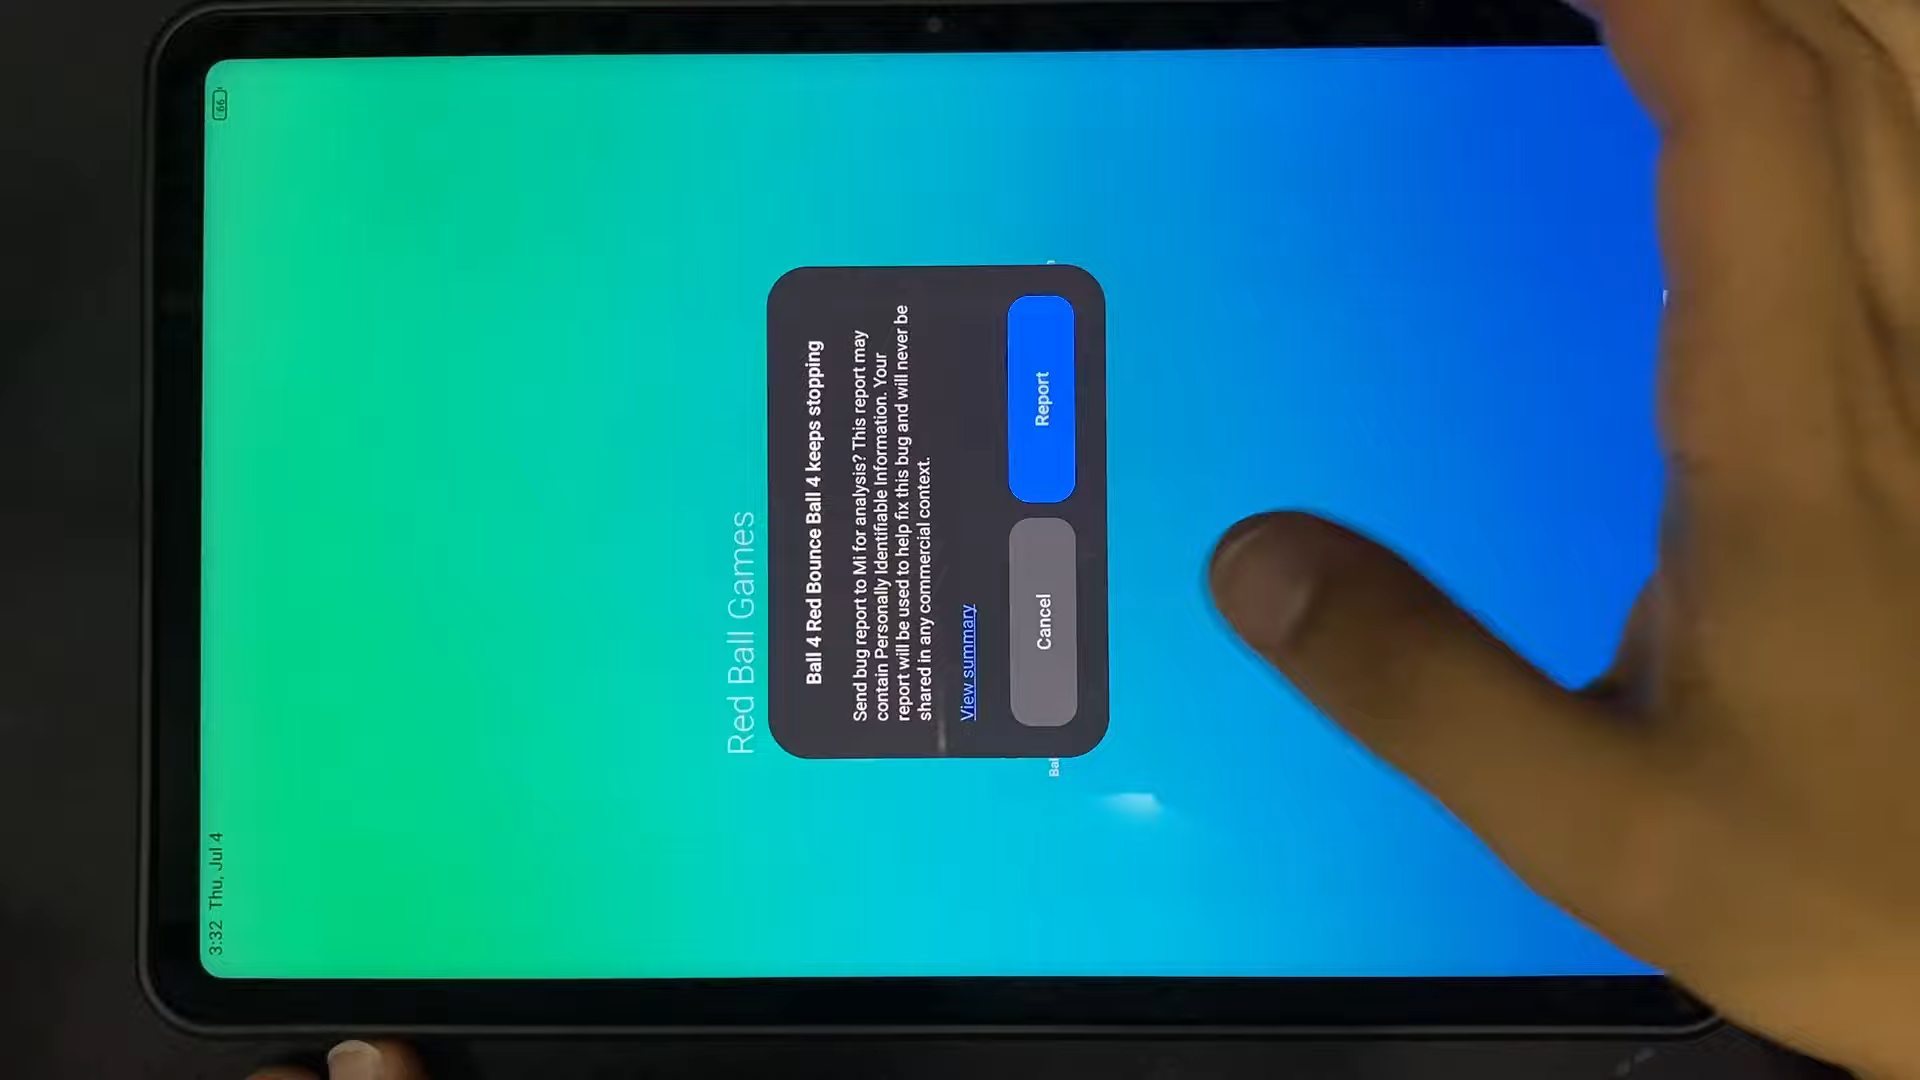 3:32 Thu, Jul 4
66
Red Ball Games
Ball 4 Red Bounce Ball 4 keeps stopping
Send bug report to Mi for analysis? This report may
contain Personally Identifiable Information. Your
report will be used to help fix this bug and will never be
shared in any commercial context.
View summary
Cancel
Report